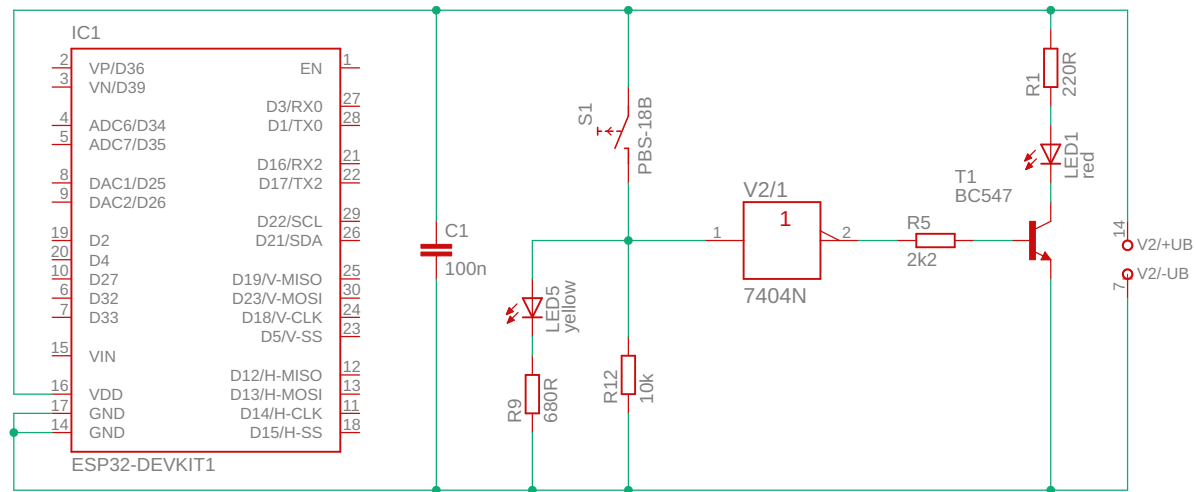 IC1
2 VP/D36 EN 1
3 VN/D39
D3/RX0 27
4 ADC6/D34 D1/TX0 28
5 ADC7/D35
D16/RX2 21
8 DAC1/D25 D17/TX2 22
9 DAC2/D26
D22/SCL 29
19 D2 D21/SDA 26
20 D4
10 D27 D19/V-MISO 25
6 D32 D23/V-MOSI 30
7 D33 D18/V-CLK 24
D5/V-SS 23
15 VIN
D12/H-MISO 12
16 VDD D13/H-MOSI 13
17 GND D14/H-CLK 11
14 GND D15/H-SS 18
ESP32-DEVKIT1
C1
100n
S1
PBS-18B
LED5
yellow
R9
680R
R12
10k
V2/1
1
1 2
7404N
R5
2k2
T1
BC547
R1
220R
LED1
red
14
V2/+UB
V2/-UB
7